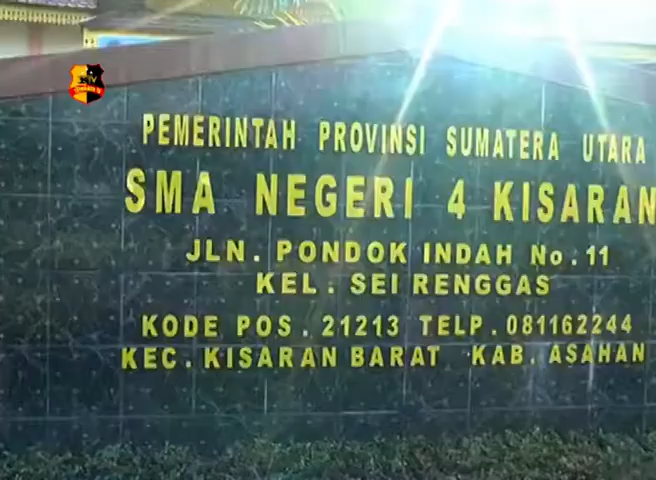 PEMERINTAH PROVINSI SUMATERA UTARA
SMA NEGERI 4 KISARAN
JLN. PONDOK INDAH No. 11
KEL. SEI RENGGAS
KODE POS. 21213 TELP. 0811622244
KEC. KISARAN BARAT KAB. ASAHAN